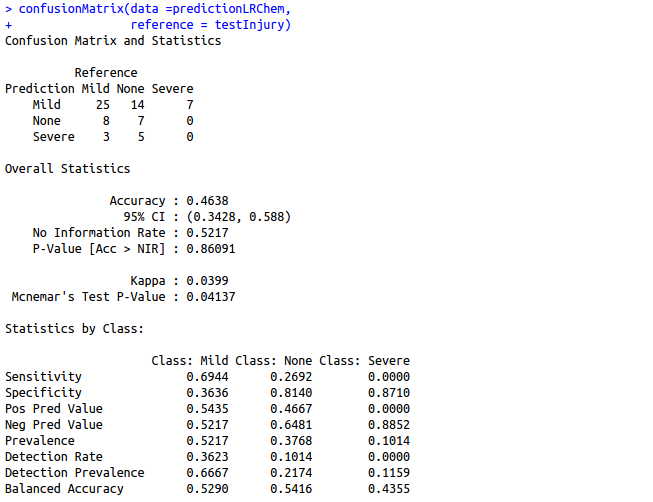 > confusionMatrix(data =predictionLRChem,
+                 reference = testInjury)
Confusion Matrix and Statistics

          Reference
Prediction Mild None Severe
    Mild     25   14      7
    None      8    7      0
    Severe    3    5      0

Overall Statistics

               Accuracy : 0.4638
                 95% CI : (0.3428, 0.588)
    No Information Rate : 0.5217
    P-Value [Acc > NIR] : 0.86091

                  Kappa : 0.0399
 Mcnemar's Test P-Value : 0.04137

Statistics by Class:

                     Class: Mild Class: None Class: Severe
Sensitivity               0.6944      0.2692        0.0000
Specificity               0.3636      0.8140        0.8710
Pos Pred Value            0.5435      0.4667        0.0000
Neg Pred Value            0.5217      0.6481        0.8852
Prevalence                0.5217      0.3768        0.1014
Detection Rate            0.3623      0.1014        0.0000
Detection Prevalence      0.6667      0.2174        0.1159
Balanced Accuracy         0.5290      0.5416        0.4355